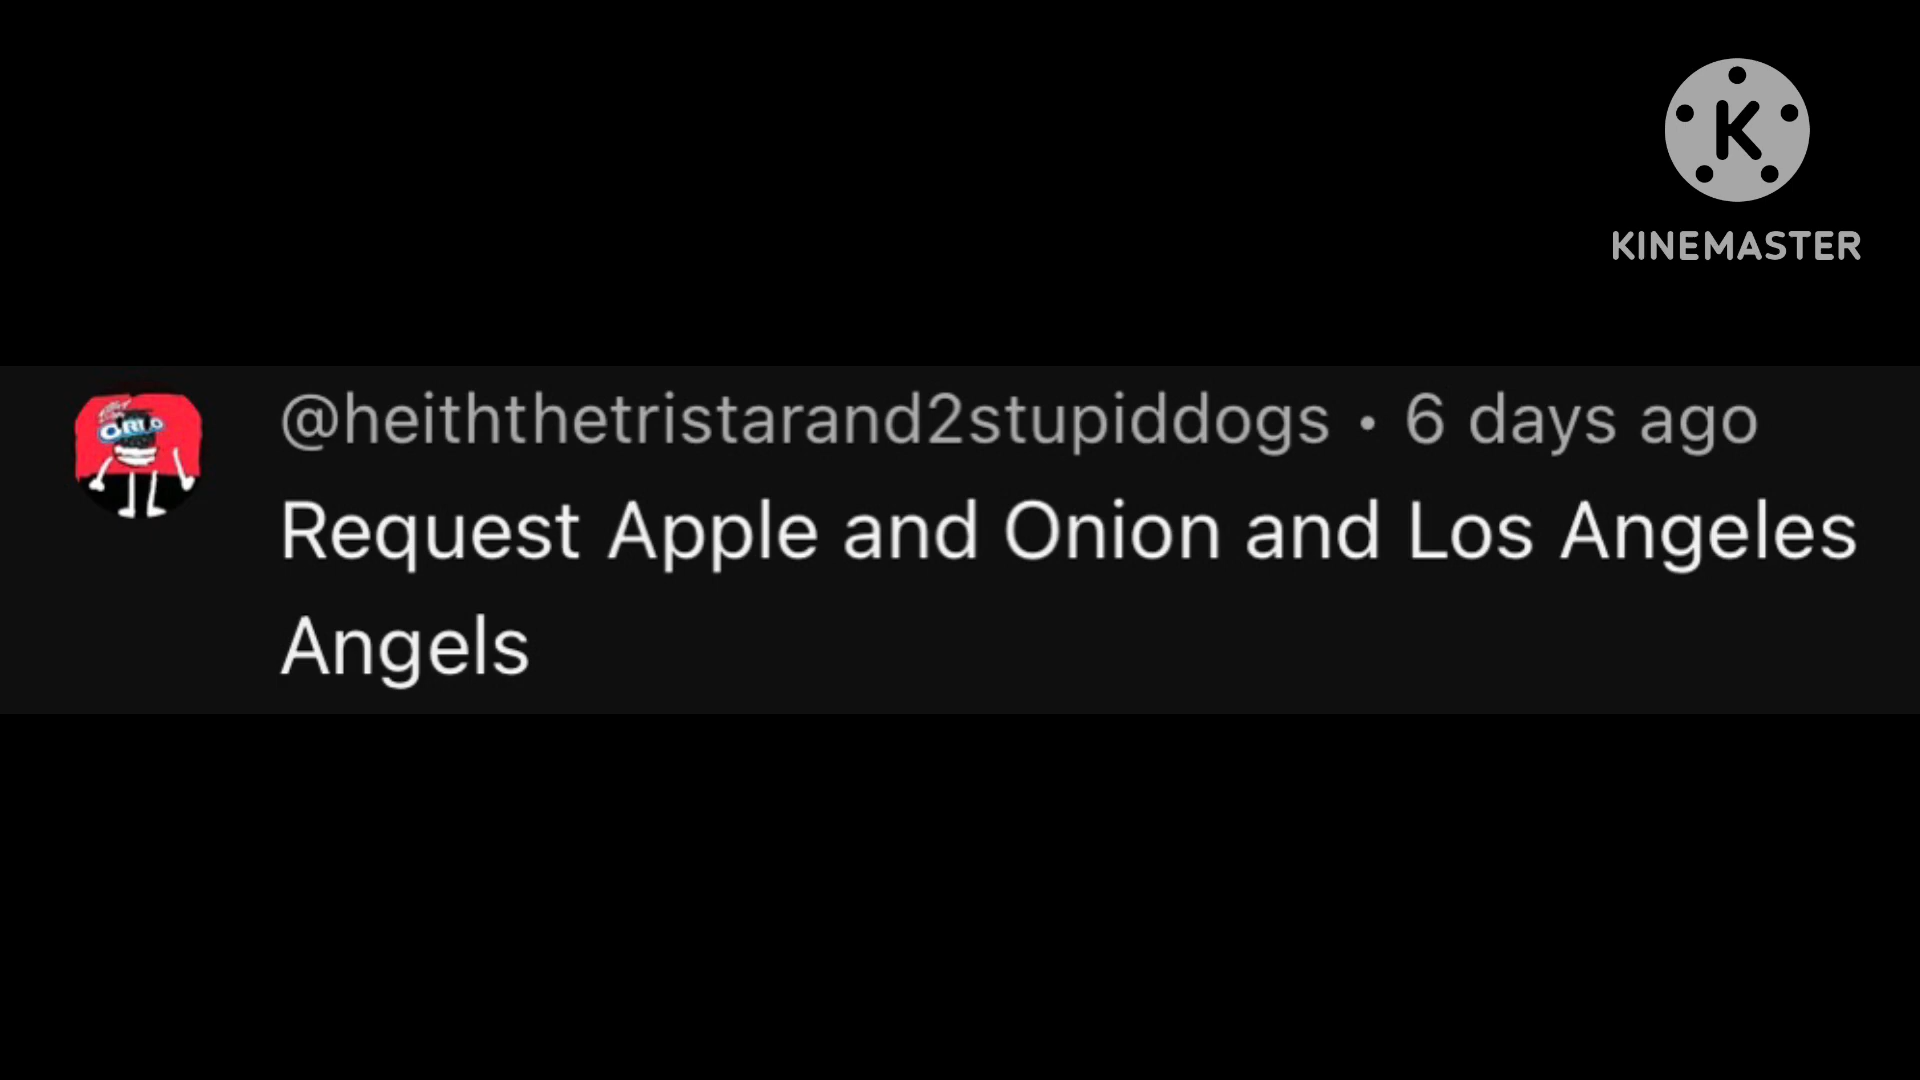 K
KINEMASTER
@heiththetristarand2stupiddogs • 6 days ago
Request Apple and Onion and Los Angeles
Angels